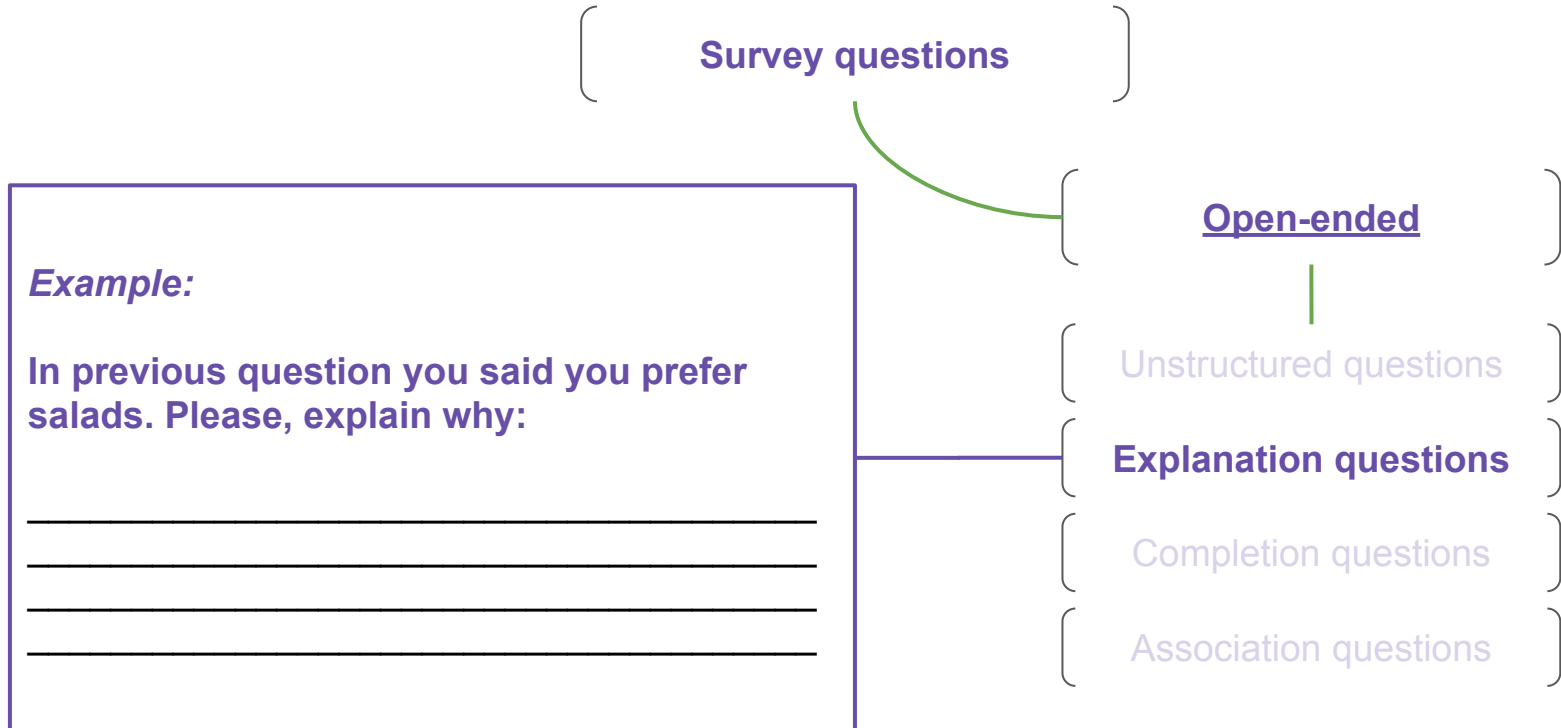 Survey questions
Open-ended
Example:
In previous question you said you prefer
salads. Please, explain why:
Unstructured questions
Explanation questions
Completion questions
Association questions